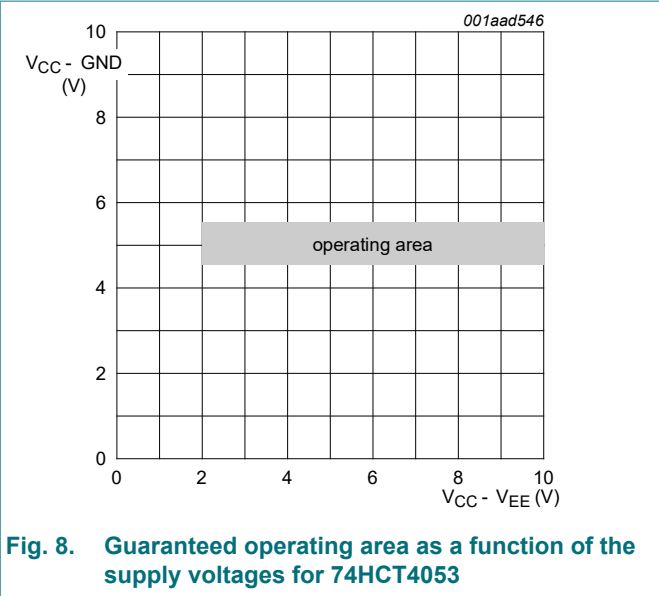 001aad546
10
VCC - GND
(V)
8
6
operating area
4
2
0
0 2 4 6 8 10
VCC - VEE (V)
Fig. 8. Guaranteed operating area as a function of the
supply voltages for 74HCT4053